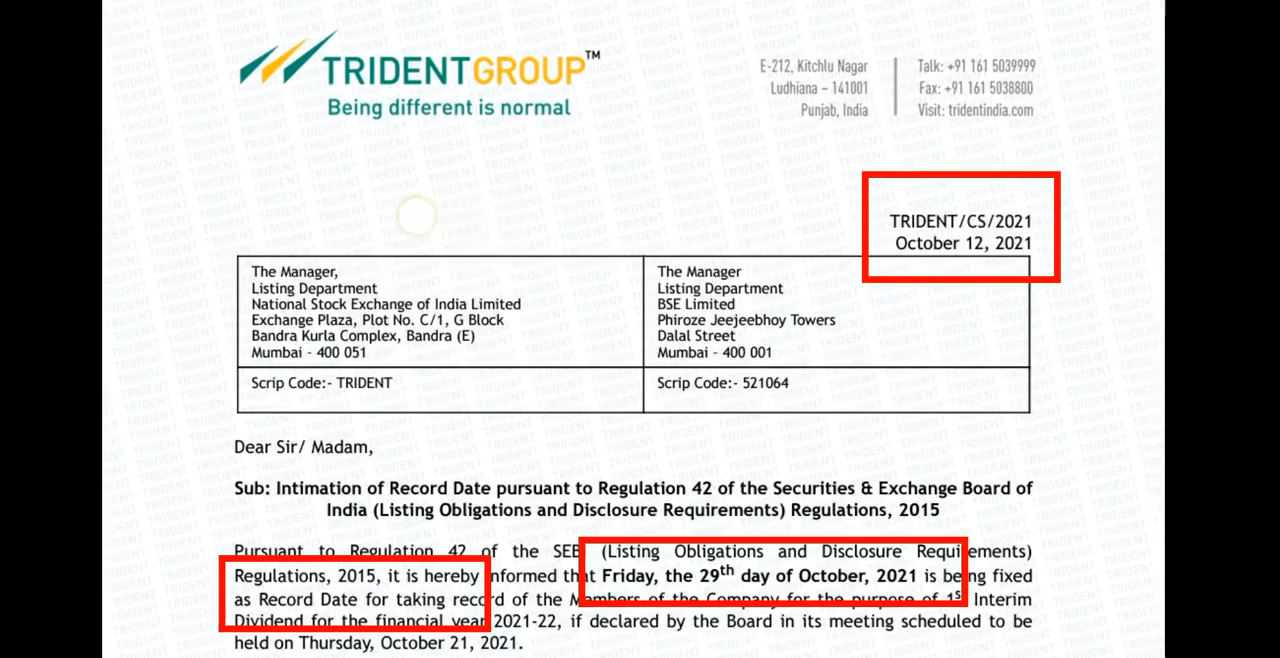 TRIDENTGROUP™
Being different is normal
E-212, Kitchlu Nagar
Ludhiana – 141001
Punjab, India
Talk: +91 161 5039999
Fax: +91 161 5038800
Visit: tridentindia.com
TRIDENT/CS/2021
October 12, 2021
The Manager,
Listing Department
National Stock Exchange of India Limited
Exchange Plaza, Plot No. C/1, G Block
Bandra Kurla Complex, Bandra (E)
Mumbai - 400 051
The Manager
Listing Department
BSE Limited
Phiroze Jeejeebhoy Towers
Dalal Street
Mumbai - 400 001
Scrip Code:- TRIDENT
Scrip Code:- 521064
Dear Sir/ Madam,
Sub: Intimation of Record Date pursuant to Regulation 42 of the Securities & Exchange Board of
India (Listing Obligations and Disclosure Requirements) Regulations, 2015
Pursuant to Regulation 42 of the SEBI (Listing Obligations and Disclosure Requirements)
Regulations, 2015, it is hereby informed that Friday, the 29th day of October, 2021 is being fixed
as Record Date for taking record of the Members of the Company for the purpose of 1st Interim
Dividend for the financial year 2021-22, if declared by the Board in its meeting scheduled to be
held on Thursday, October 21, 2021.